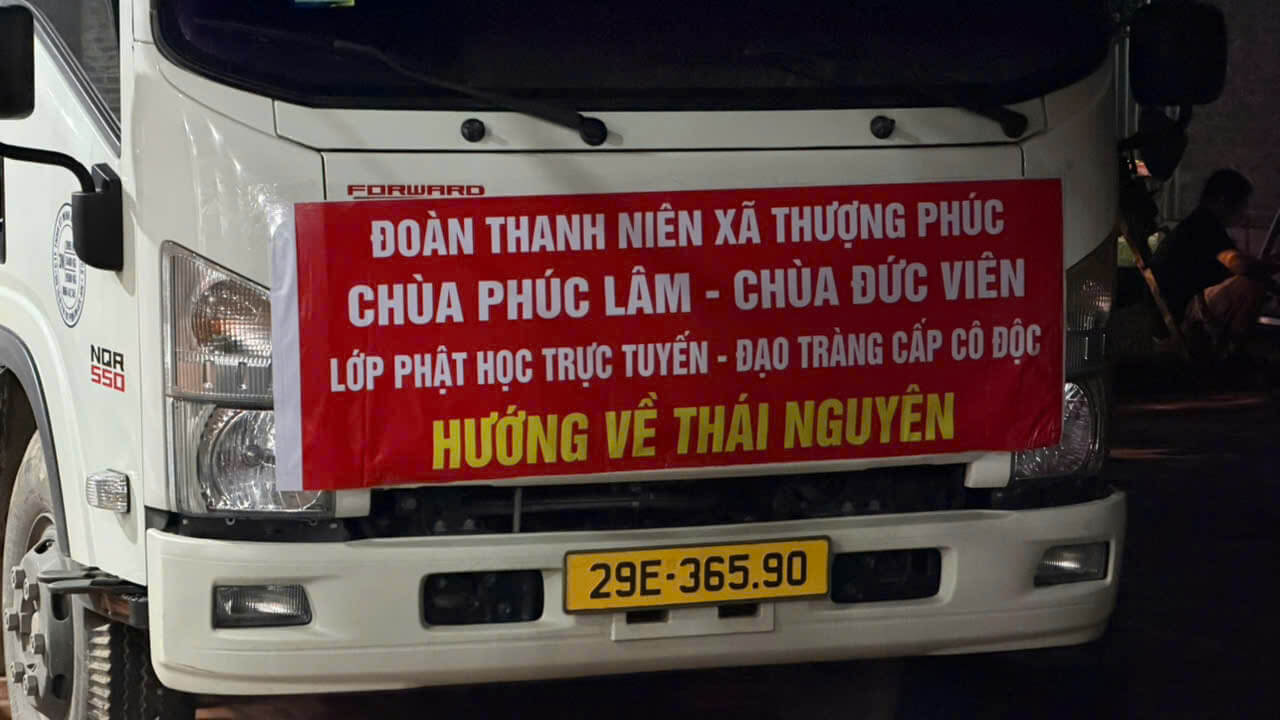 FORWARD
ĐOÀN THANH NIÊN XÃ THƯỢNG PHÚC
CHÙA PHÚC LÂM - CHÙA ĐỨC VIÊN
LỚP PHẬT HỌC TRỰC TUYẾN - ĐẠO TRÀNG CẤP CÔ ĐỘC
HƯỚNG VỀ THÁI NGUYÊN
NQR
550
29E-365.90